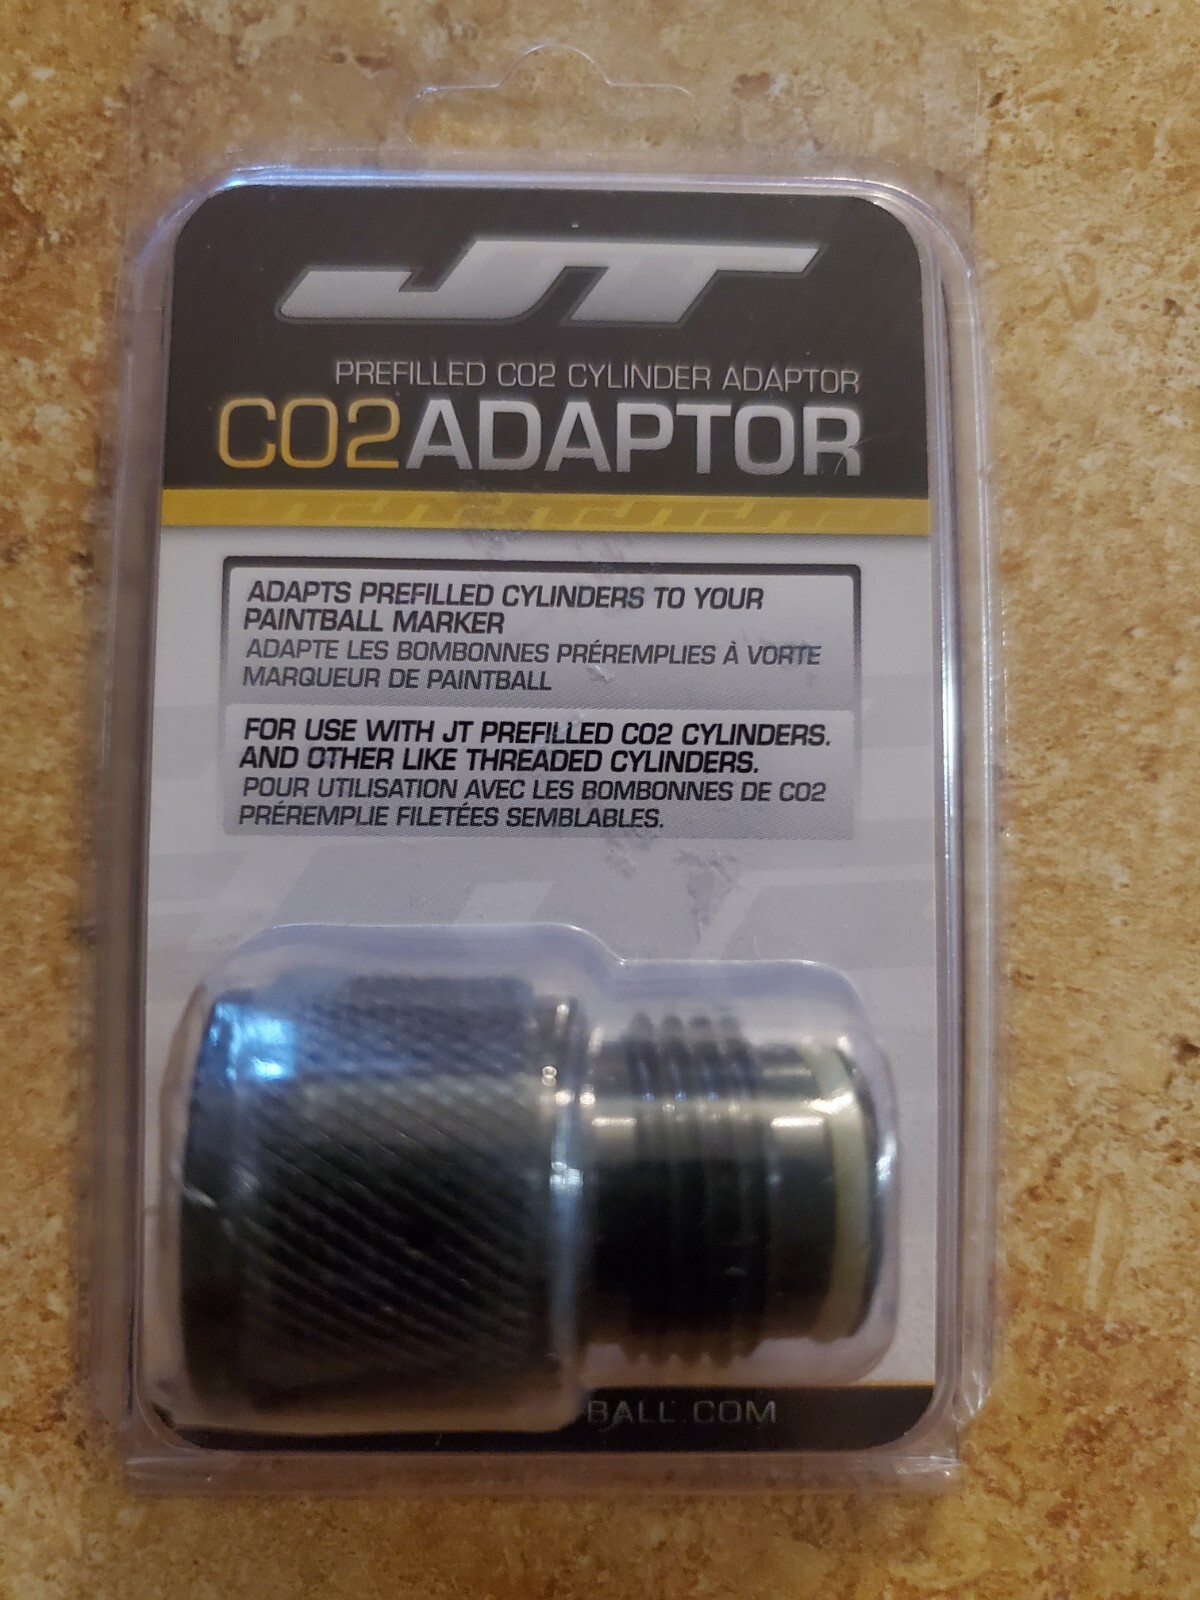 JT
PREFILLED CO2 CYLINDER ADAPTOR
CO2ADAPTOR
ADAPTS PREFILLED CYLINDERS TO YOUR
PAINTBALL MARKER
ADAPTE LES BOMBONNES PRÉREMPLIES À VORTE
MARQUEUR DE PAINTBALL
FOR USE WITH JT PREFILLED CO2 CYLINDERS.
AND OTHER LIKE THREADED CYLINDERS.
POUR UTILISATION AVEC LES BOMBONNES DE CO2
PRÉREMPLIE FILETÉES SEMBLABLES.
BALL.COM